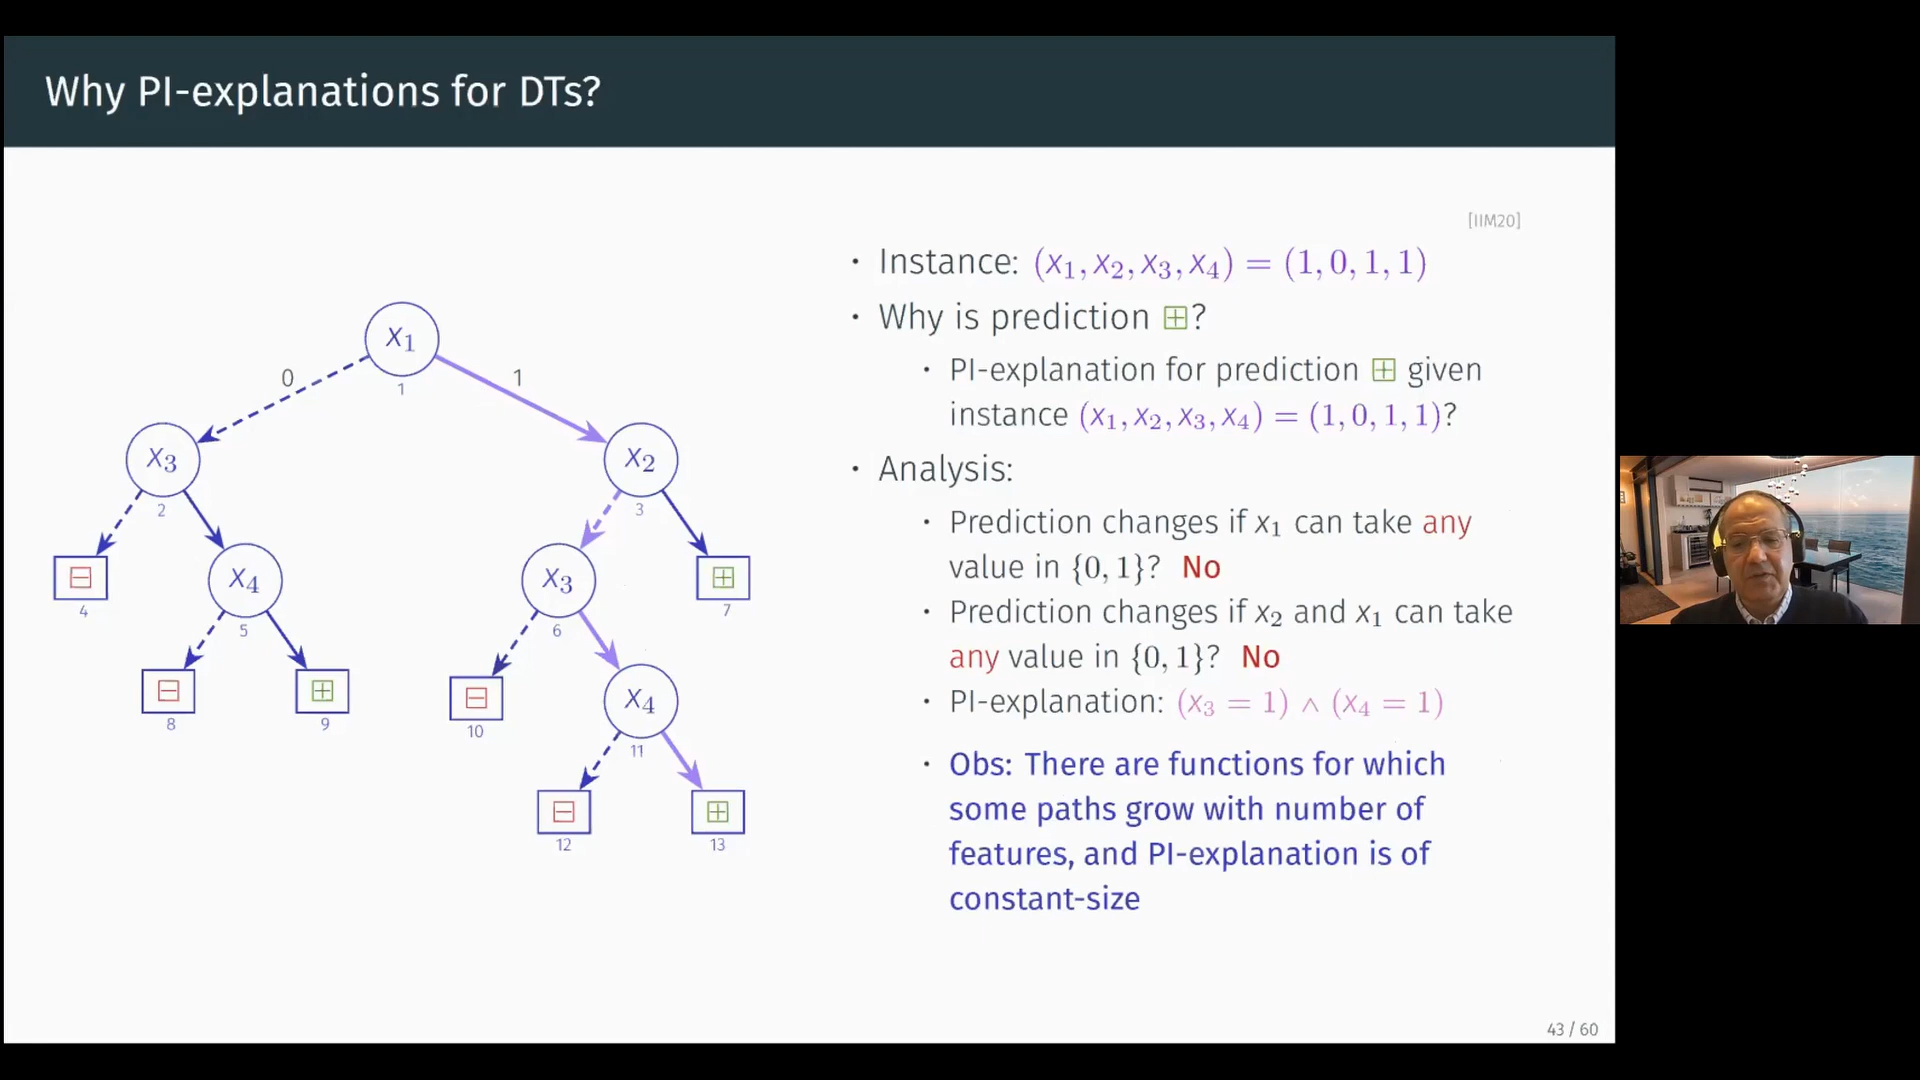 Why PI-explanations for DTs?
[IIM20]
• Instance: (x₁, x₂, x₃, x₄) = (1, 0, 1, 1)
• Why is prediction ⊞?
• PI-explanation for prediction ⊞ given
instance (x₁, x₂, x₃, x₄) = (1, 0, 1, 1)?
• Analysis:
• Prediction changes if x₁ can take any
value in {0, 1}? No
• Prediction changes if x₂ and x₁ can take
any value in {0, 1}? No
• PI-explanation: (x₃ = 1) ∧ (x₄ = 1)
• Obs: There are functions for which
some paths grow with number of
features, and PI-explanation is of
constant-size
x₁
1
0
1
x₃
2
x₂
3
⊟
4
x₄
5
x₃
6
⊞
7
⊟
8
⊞
9
⊟
10
x₄
11
⊟
12
⊞
13
43 / 60